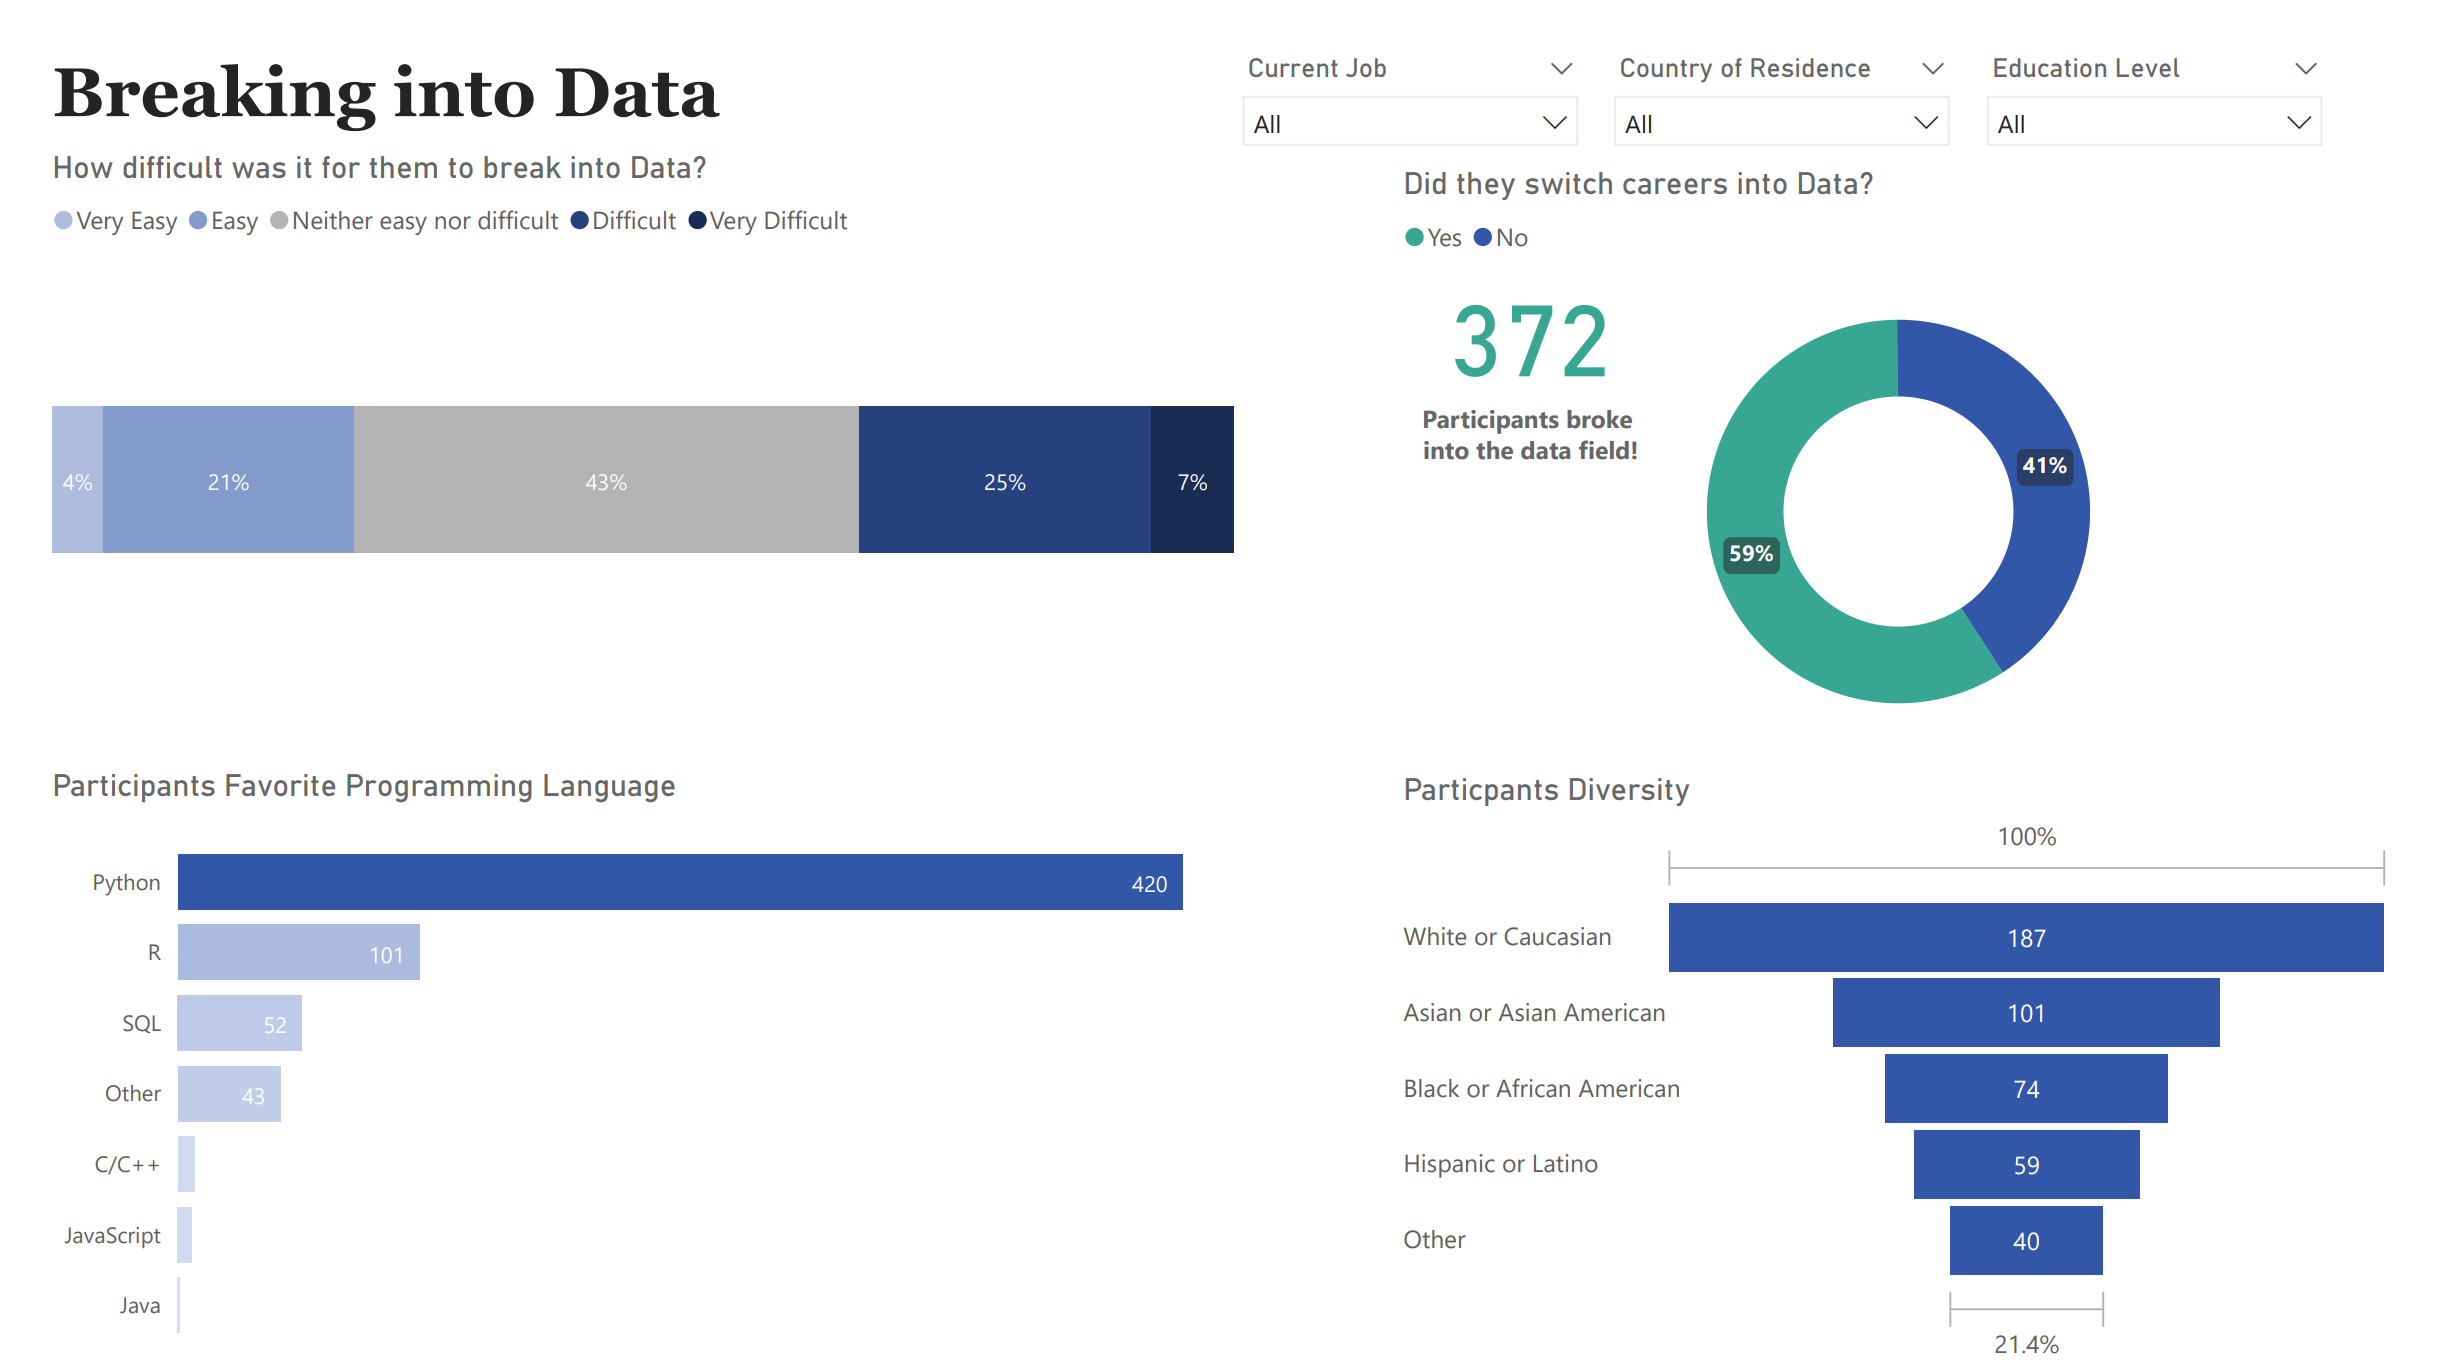 Breaking into Data
How difficult was it for them to break into Data?
Very Easy Easy Neither easy nor difficult Difficult Very Difficult
4% 21% 43% 25% 7%
Current Job
All
Country of Residence
All
Education Level
All
Did they switch careers into Data?
Yes No
372
Participants broke
into the data field!
41%
59%
Participants Favorite Programming Language
Python 420
R 101
SQL 52
Other 43
C/C++
JavaScript
Java
Particpants Diversity
100%
White or Caucasian 187
Asian or Asian American 101
Black or African American 74
Hispanic or Latino 59
Other 40
21.4%